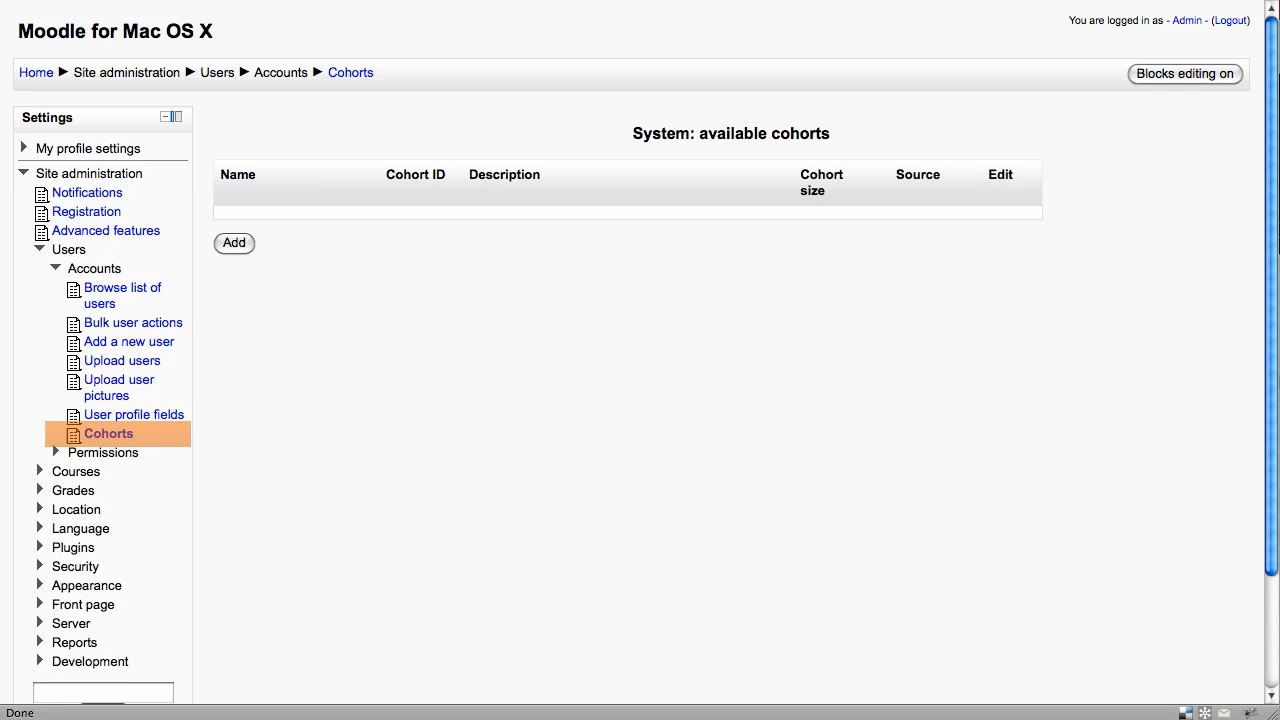 Moodle for Mac OS X
You are logged in as - Admin - (Logout)
Home ► Site administration ► Users ► Accounts ► Cohorts
Blocks editing on
Settings
My profile settings
Site administration
Notifications
Registration
Advanced features
Users
Accounts
Browse list of
users
Bulk user actions
Add a new user
Upload users
Upload user
pictures
User profile fields
Cohorts
Permissions
Courses
Grades
Location
Language
Plugins
Security
Appearance
Front page
Server
Reports
Development
System: available cohorts
Name Cohort ID Description Cohort size Source Edit
Add
Done